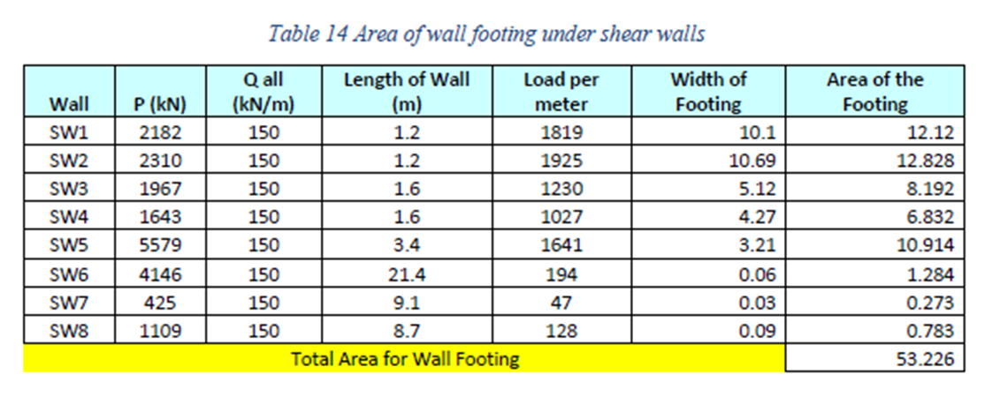 Table 14 Area of wall footing under shear walls
Wall P (kN) Q all (kN/m) Length of Wall (m) Load per meter Width of Footing Area of the Footing
SW1 2182 150 1.2 1819 10.1 12.12
SW2 2310 150 1.2 1925 10.69 12.828
SW3 1967 150 1.6 1230 5.12 8.192
SW4 1643 150 1.6 1027 4.27 6.832
SW5 5579 150 3.4 1641 3.21 10.914
SW6 4146 150 21.4 194 0.06 1.284
SW7 425 150 9.1 47 0.03 0.273
SW8 1109 150 8.7 128 0.09 0.783
Total Area for Wall Footing 53.226